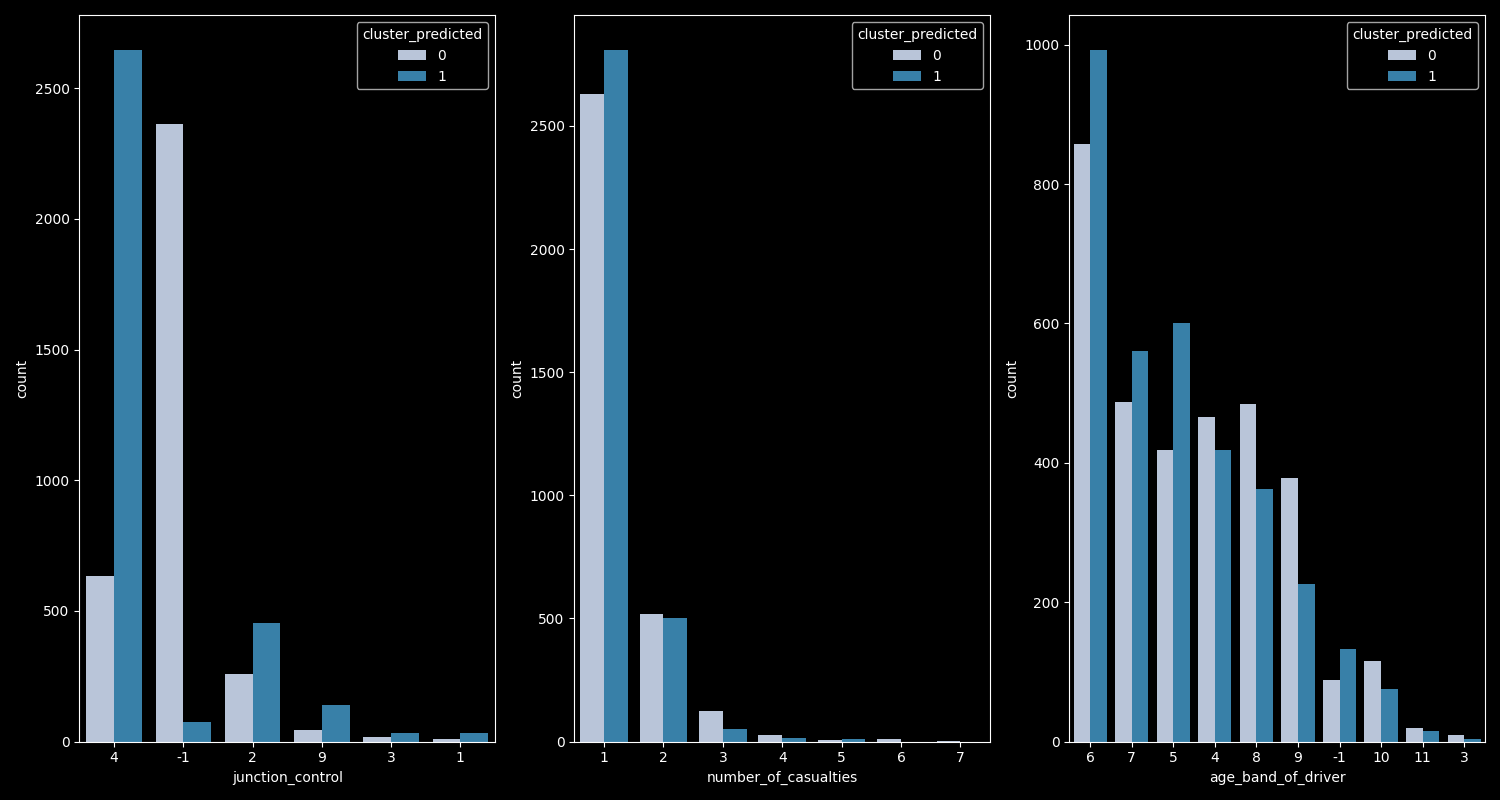 cluster_predicted
0
1
2500
2000
1500
1000
500
0
count
4 -1 2 9 3 1
junction_control
cluster_predicted
0
1
2500
2000
1500
1000
500
0
count
1 2 3 4 5 6 7
number_of_casualties
cluster_predicted
0
1
1000
800
600
400
200
0
count
6 7 5 4 8 9 -1 10 11 3
age_band_of_driver